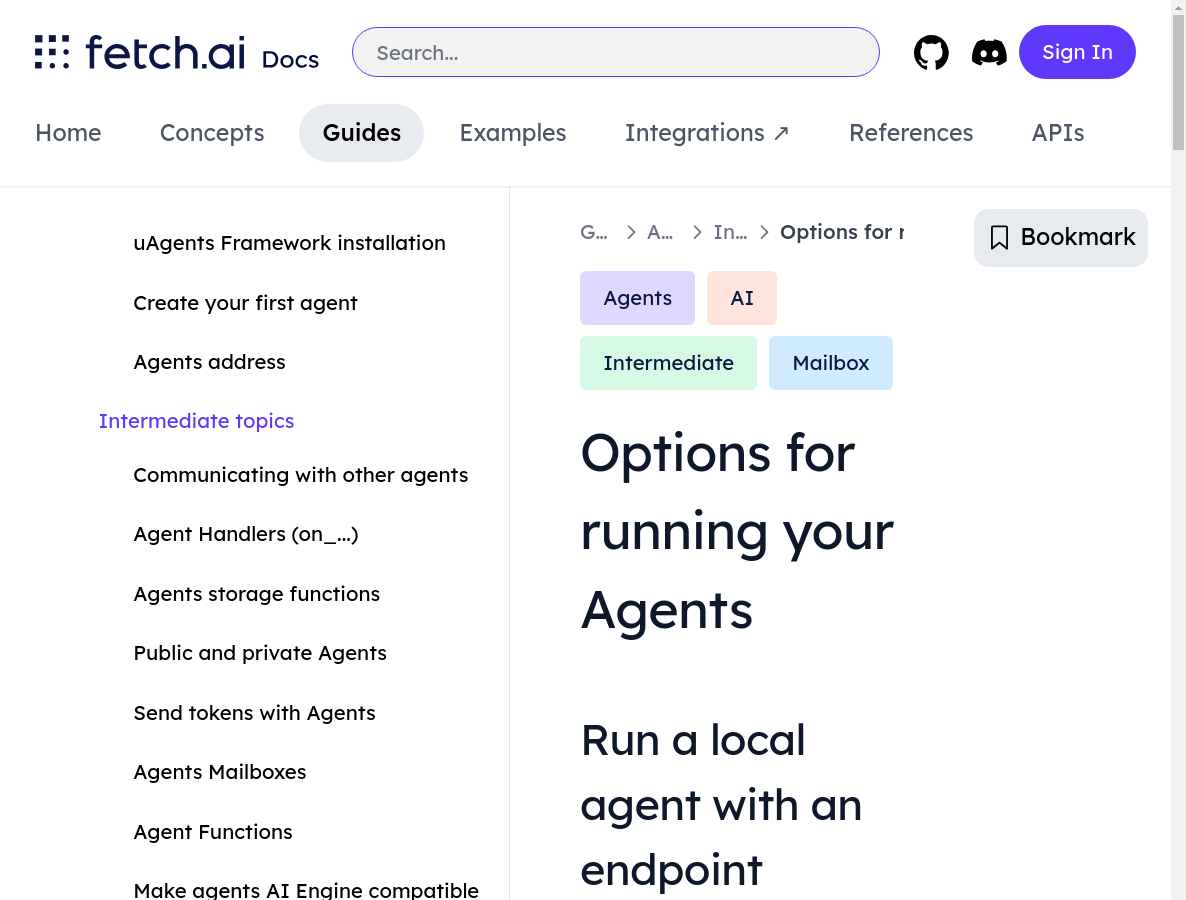 fetch.ai Docs
Search...
Sign In
Home
Concepts
Guides
Examples
Integrations ↗
References
APIs
uAgents Framework installation
Create your first agent
Agents address
Intermediate topics
Communicating with other agents
Agent Handlers (on_...)
Agents storage functions
Public and private Agents
Send tokens with Agents
Agents Mailboxes
Agent Functions
Make agents AI Engine compatible
G… > A… > In… > Options for
Bookmark
Agents
AI
Intermediate
Mailbox
Options for
running your
Agents
Run a local
agent with an
endpoint